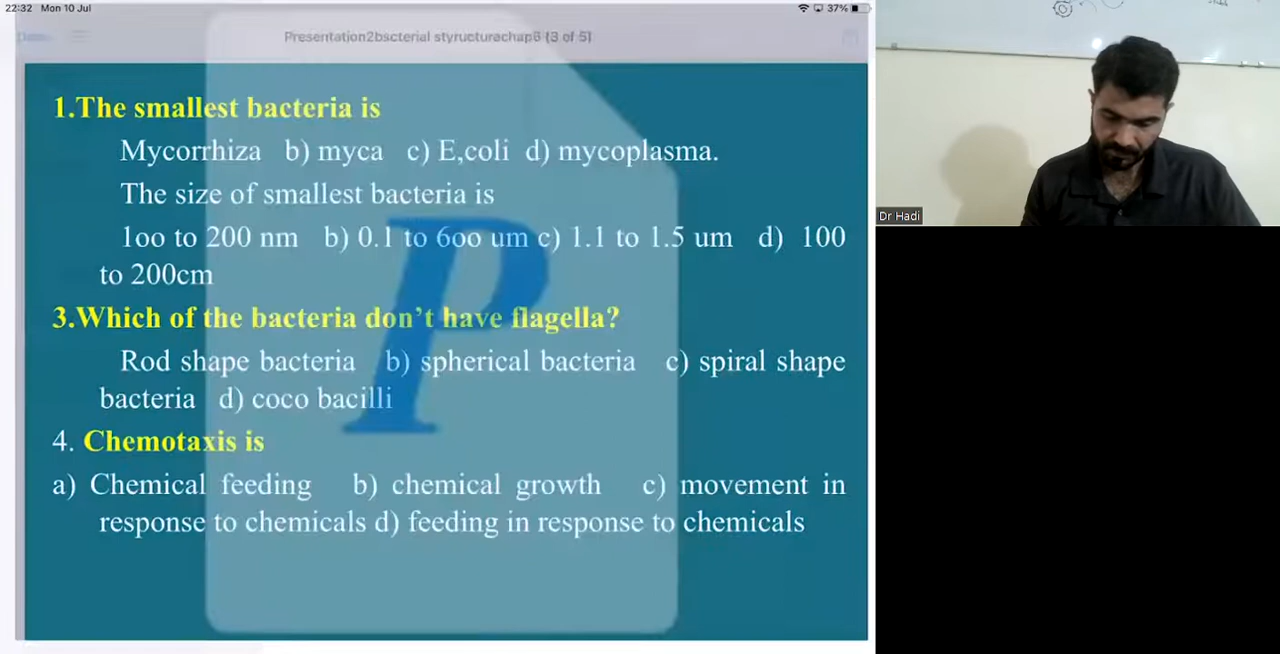 22:32 Mon 10 Jul
37%
Presentation2bscterial styructurachap6 (3 of 5)
1.The smallest bacteria is
Mycorrhiza b) myca c) E,coli d) mycoplasma.
The size of smallest bacteria is
1oo to 200 nm b) 0.1 to 6oo um c) 1.1 to 1.5 um d) 100
to 200cm
3.Which of the bacteria don’t have flagella?
Rod shape bacteria b) spherical bacteria c) spiral shape
bacteria d) coco bacilli
4. Chemotaxis is
a) Chemical feeding b) chemical growth c) movement in
response to chemicals d) feeding in response to chemicals
P
Dr Hadi